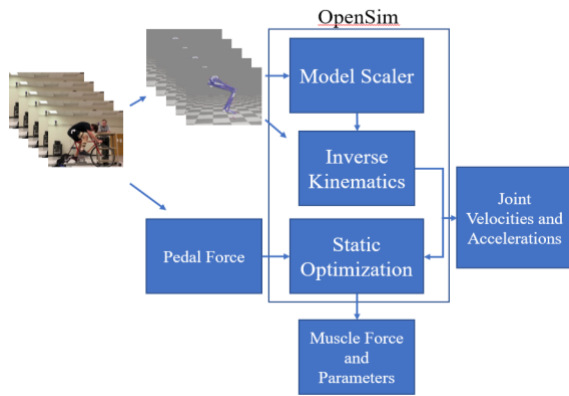 OpenSim
Model Scaler
Inverse
Kinematics
Joint
Velocities and
Accelerations
Pedal Force
Static
Optimization
Muscle Force
and
Parameters